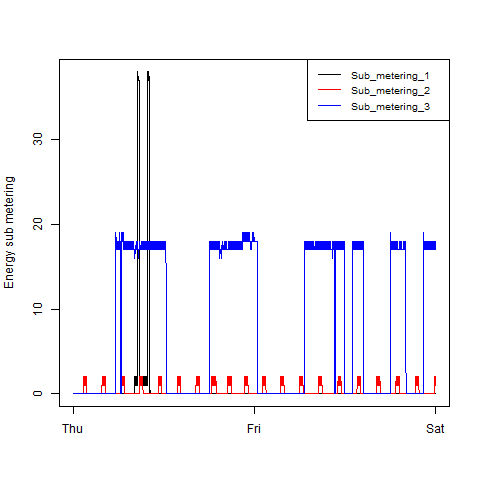 Sub_metering_1
Sub_metering_2
Sub_metering_3
Energy sub metering
30
20
10
0
Thu
Fri
Sat